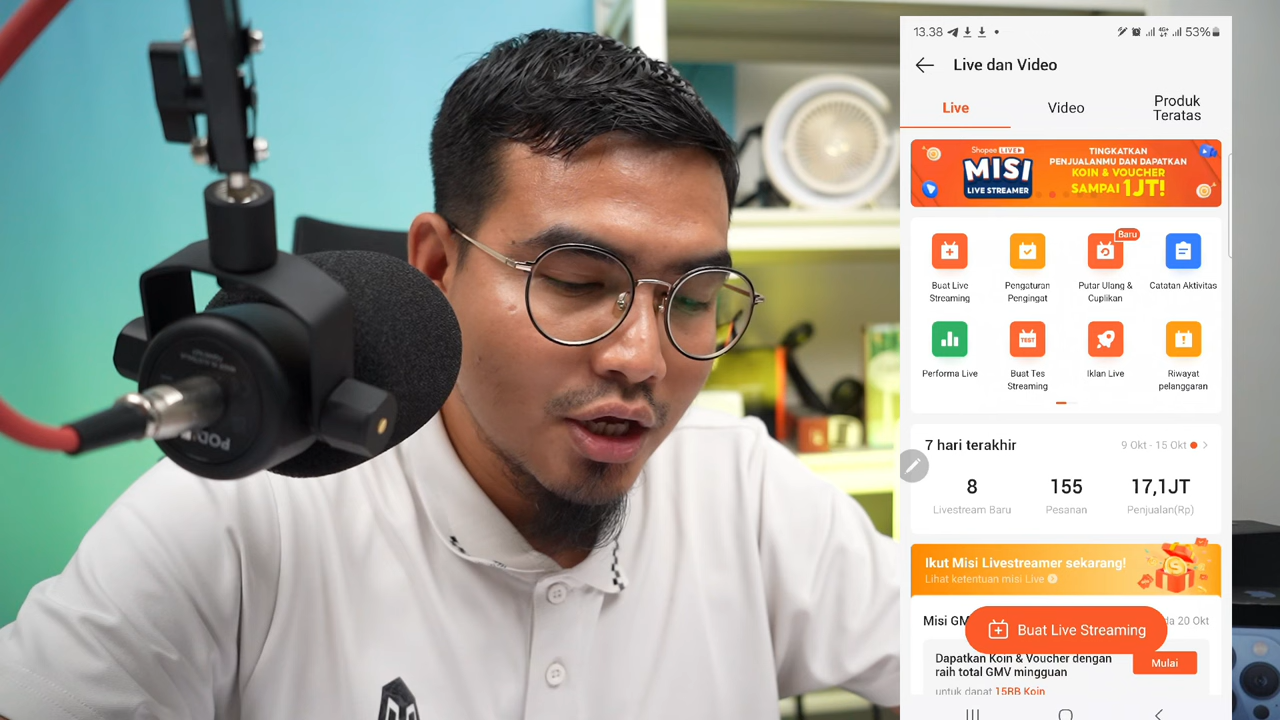 13.38
4G+
53%
Live dan Video
Live
Video
Produk
Teratas
Shopee LIVE
MISI
LIVE STREAMER
TINGKATKAN
PENJUALANMU DAN DAPATKAN
KOIN & VOUCHER
SAMPAI 1JT!
Baru
Buat Live
Streaming
Pengaturan
Pengingat
Putar Ulang &
Cuplikan
Catatan Aktivitas
TEST
Performa Live
Buat Tes
Streaming
Iklan Live
Riwayat
pelanggaran
7 hari terakhir
9 Okt - 15 Okt
8
155
17,1JT
Livestream Baru
Pesanan
Penjualan(Rp)
Ikut Misi Livestreamer sekarang!
Lihat ketentuan misi Live
Misi GM
20 Okt
Buat Live Streaming
Dapatkan Koin & Voucher dengan
raih total GMV mingguan
Mulai
untuk dapat 15RB Koin